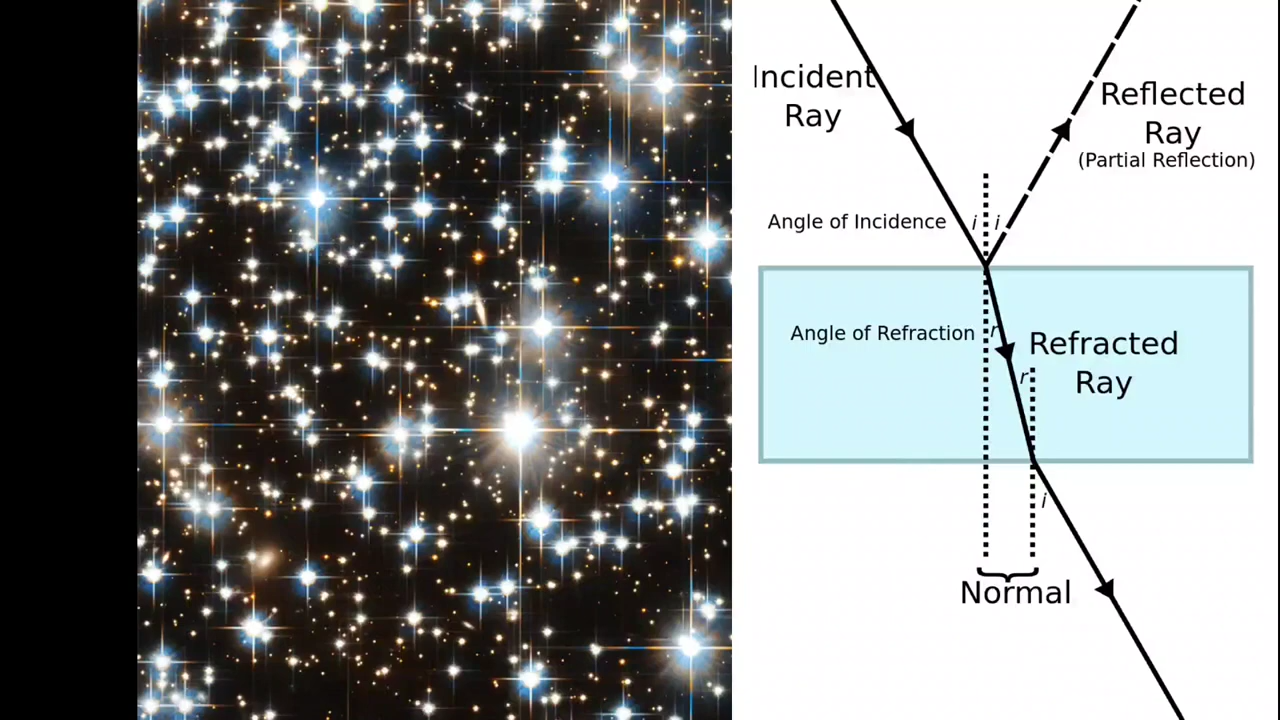 Incident
Ray
Reflected
Ray
(Partial Reflection)
Angle of Incidence
i
i
Angle of Refraction
r
Refracted
Ray
r
i
Normal